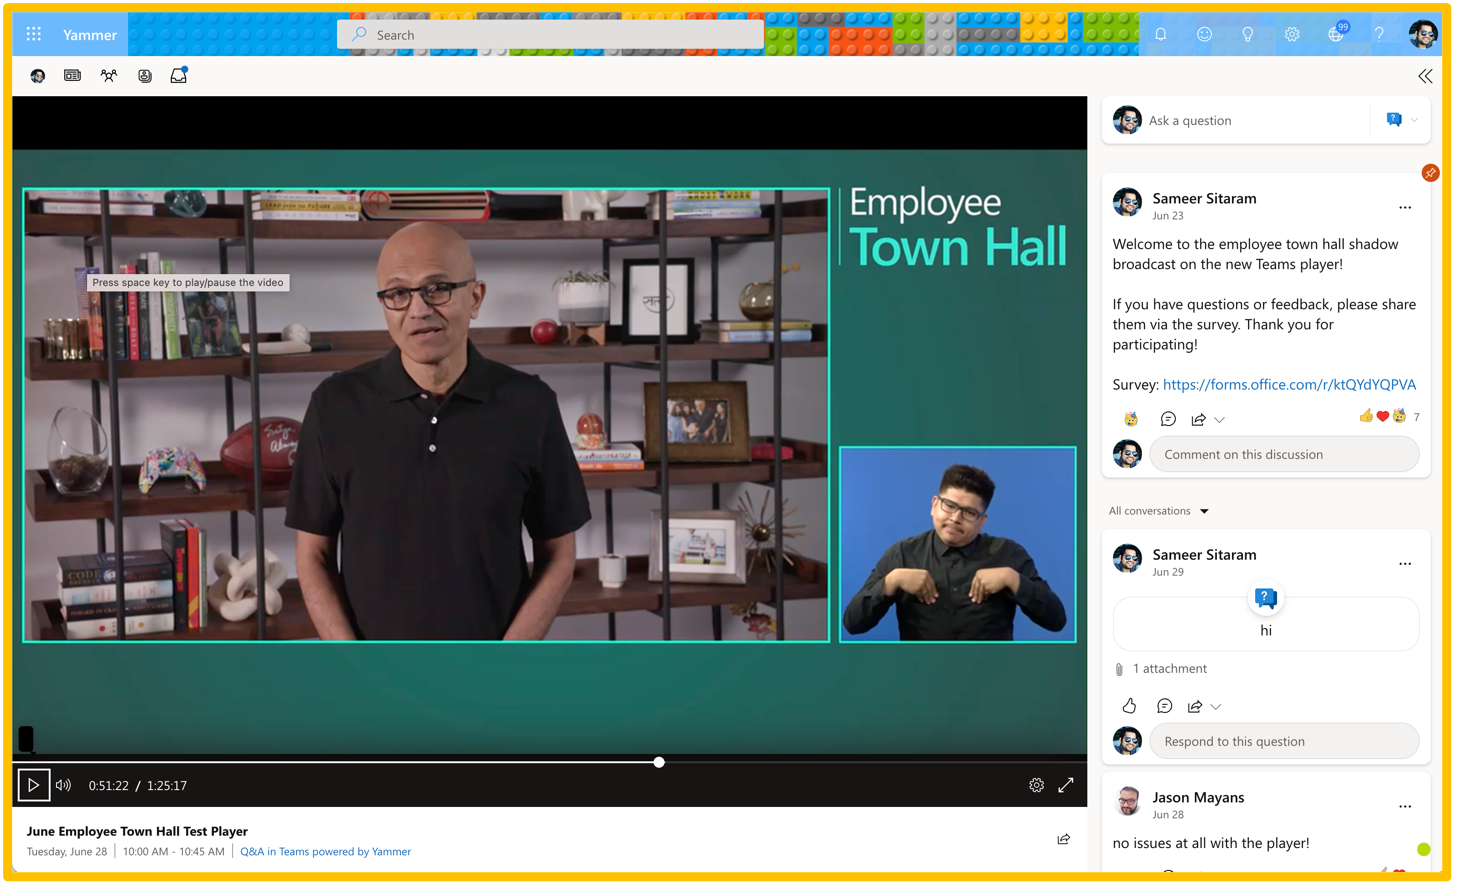 Yammer
Search
99
?
Ask a question
?
Employee
Town Hall
Press space key to play/pause the video
LEAD FROM THE
FUTURE
CODE
Sameer Sitaram
Jun 23
Welcome to the employee town hall shadow
broadcast on the new Teams player!
If you have questions or feedback, please share
them via the survey. Thank you for
participating!
Survey: https://forms.office.com/r/ktQYdYQPVA
7
Comment on this discussion
All conversations
Sameer Sitaram
Jun 29
?
hi
1 attachment
Respond to this question
Jason Mayans
Jun 28
no issues at all with the player!
0:51:22 / 1:25:17
June Employee Town Hall Test Player
Tuesday, June 28 | 10:00 AM - 10:45 AM | Q&A in Teams powered by Yammer